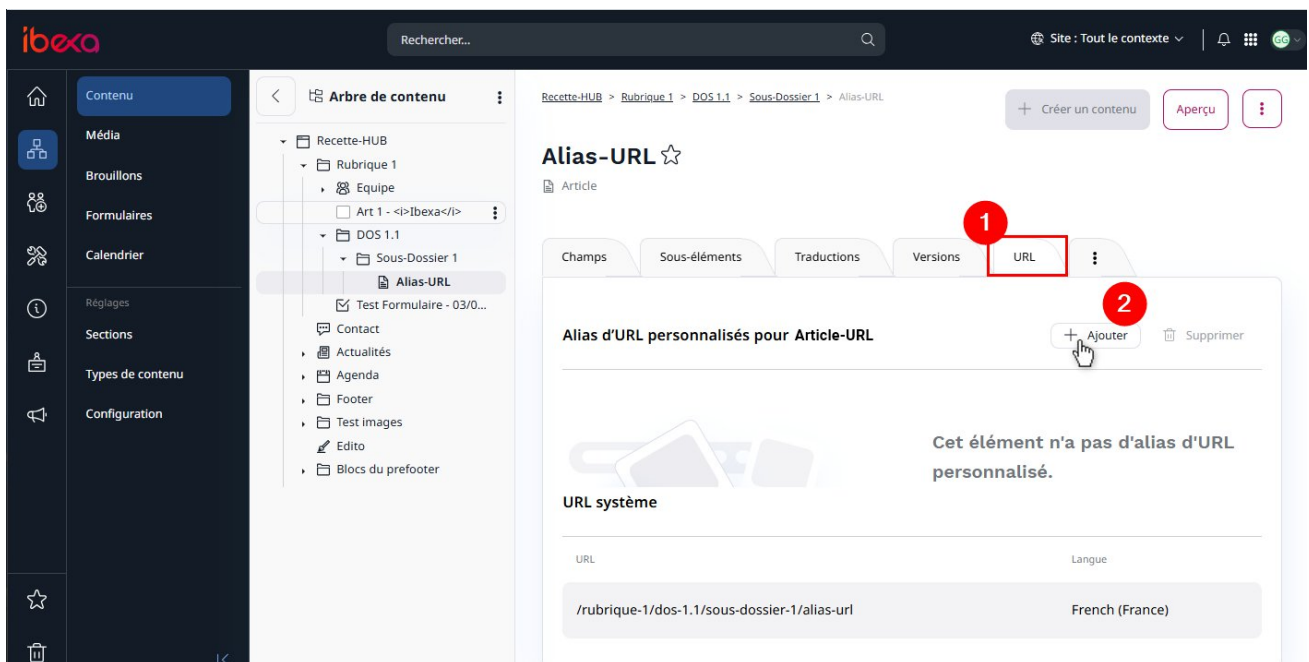 ibexa
Rechercher...
Site : Tout le contexte
GG
Contenu
Média
Brouillons
Formulaires
Calendrier
Réglages
Sections
Types de contenu
Configuration
Arbre de contenu
Recette-HUB
Rubrique 1
Equipe
Art 1 - <i>Ibexa</i>
DOS 1.1
Sous-Dossier 1
Alias-URL
Test Formulaire - 03/0...
Contact
Actualités
Agenda
Footer
Test images
Edito
Blocs du prefooter
Recette-HUB > Rubrique 1 > DOS 1.1 > Sous-Dossier 1 > Alias-URL
+ Créer un contenu
Aperçu
Alias-URL
Article
1
Champs
Sous-éléments
Traductions
Versions
URL
2
Alias d’URL personnalisés pour Article-URL
+ Ajouter
Supprimer
Cet élément n'a pas d'alias d'URL
personnalisé.
URL système
URL
Langue
/rubrique-1/dos-1.1/sous-dossier-1/alias-url
French (France)